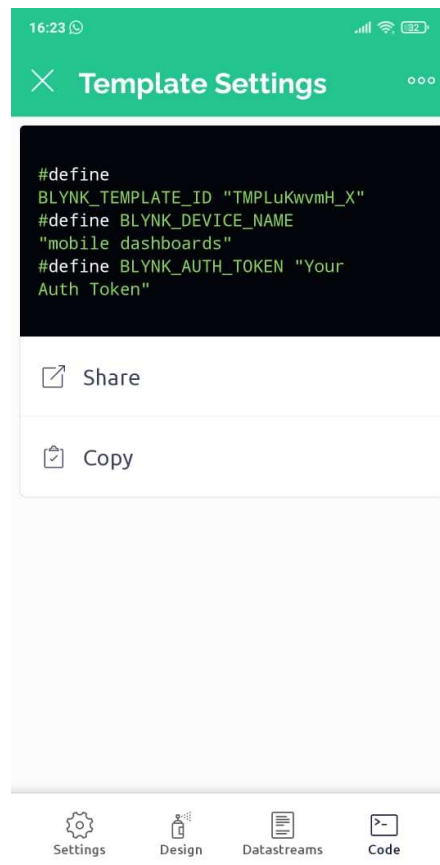 16:23
32
Template Settings
#define
BLYNK_TEMPLATE_ID "TMPLuKwvmH_X"
#define BLYNK_DEVICE_NAME
"mobile dashboards"
#define BLYNK_AUTH_TOKEN "Your
Auth Token"
Share
Copy
Settings Design Datastreams Code